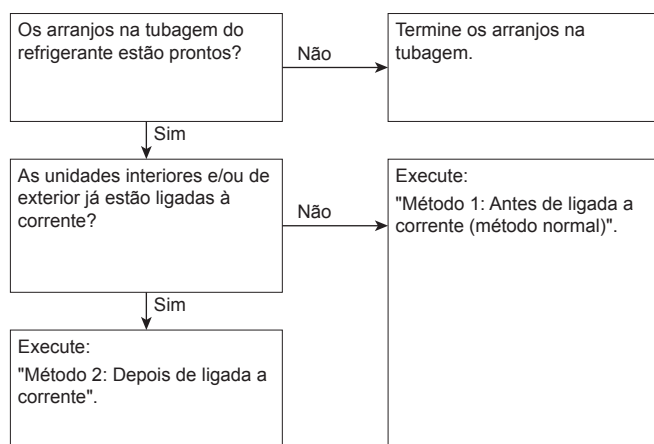 Os arranjos na tubagem do
refrigerante estão prontos?
Não
Termine os arranjos na
tubagem.
Sim
As unidades interiores e/ou de
exterior já estão ligadas à
corrente?
Não
Execute:
"Método 1: Antes de ligada a
corrente (método normal)".
Sim
Execute:
"Método 2: Depois de ligada a
corrente".